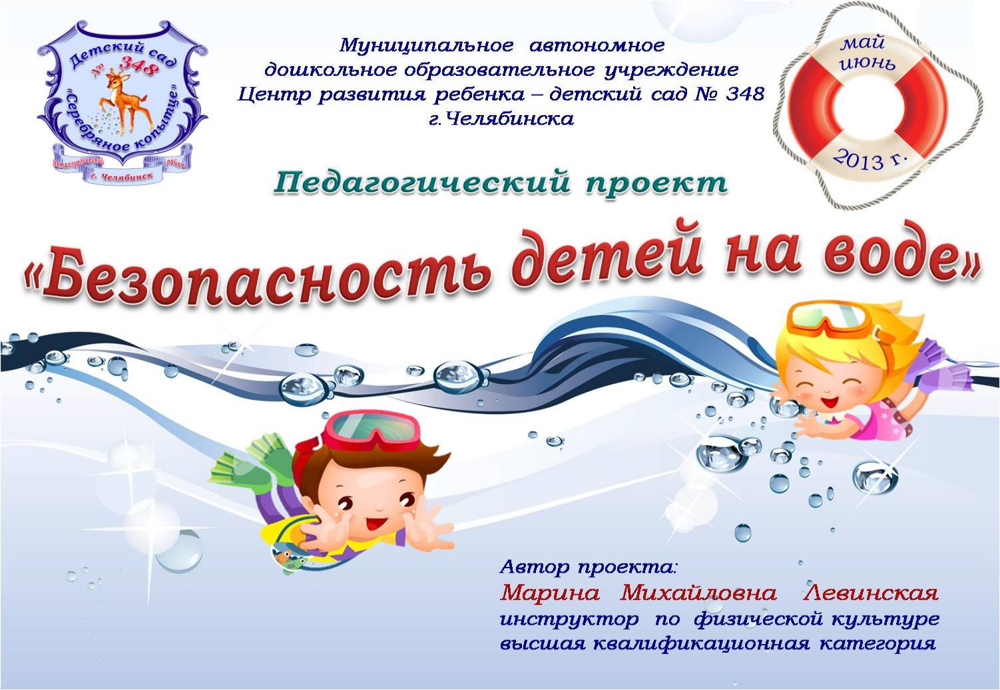 Детский сад
№ 348
«Серебряное копытце»
Металлургический район
г. Челябинск
Муниципальное автономное
дошкольное образовательное учреждение
Центр развития ребенка – детский сад № 348
г.Челябинска
май
июнь
2013 г.
Педагогический проект
«Безопасность детей на воде»
Автор проекта:
Марина Михайловна Левинская
инструктор по физической культуре
высшая квалификационная категория